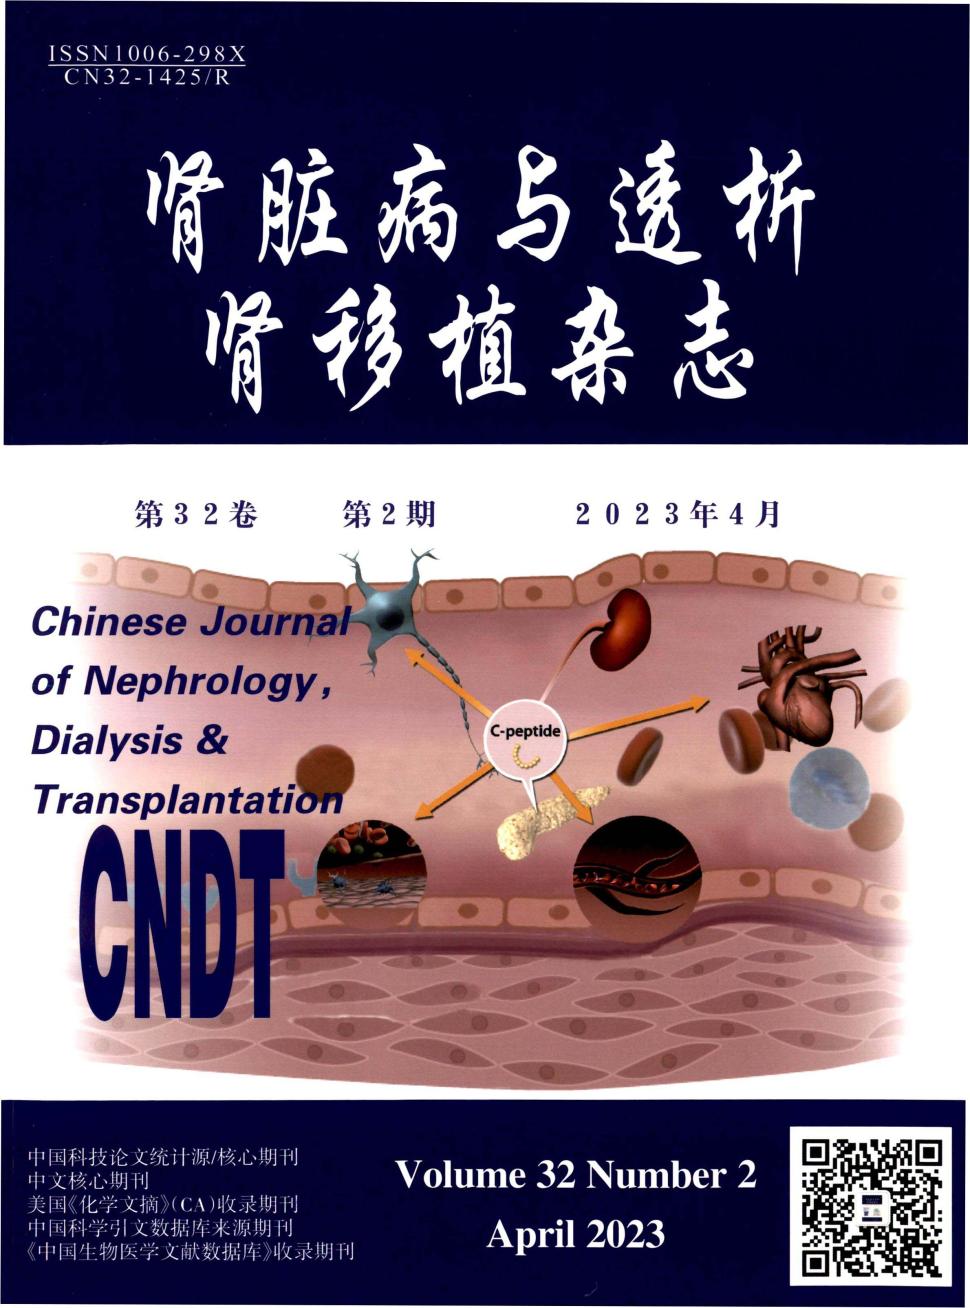 ISSN1006-298X
CN32-1425/R
肾脏病与透析
肾移植杂志
第32卷 第2期 2023年4月
Chinese Journal
of Nephrology,
Dialysis &
Transplantation
CNDT
C-peptide
中国科技论文统计源/核心期刊
中文核心期刊
美国《化学文摘》(CA)收录期刊
中国科学引文数据库来源期刊
《中国生物医学文献数据库》收录期刊
Volume 32 Number 2
April 2023